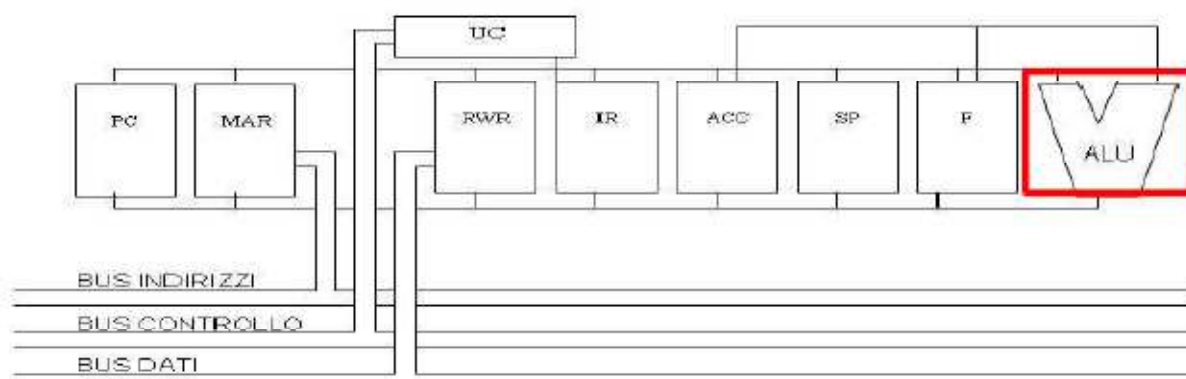 UC
PC
MAR
RWR
IR
ACC
SP
F
ALU
BUS INDIRIZZI
BUS CONTROLLO
BUS DATI